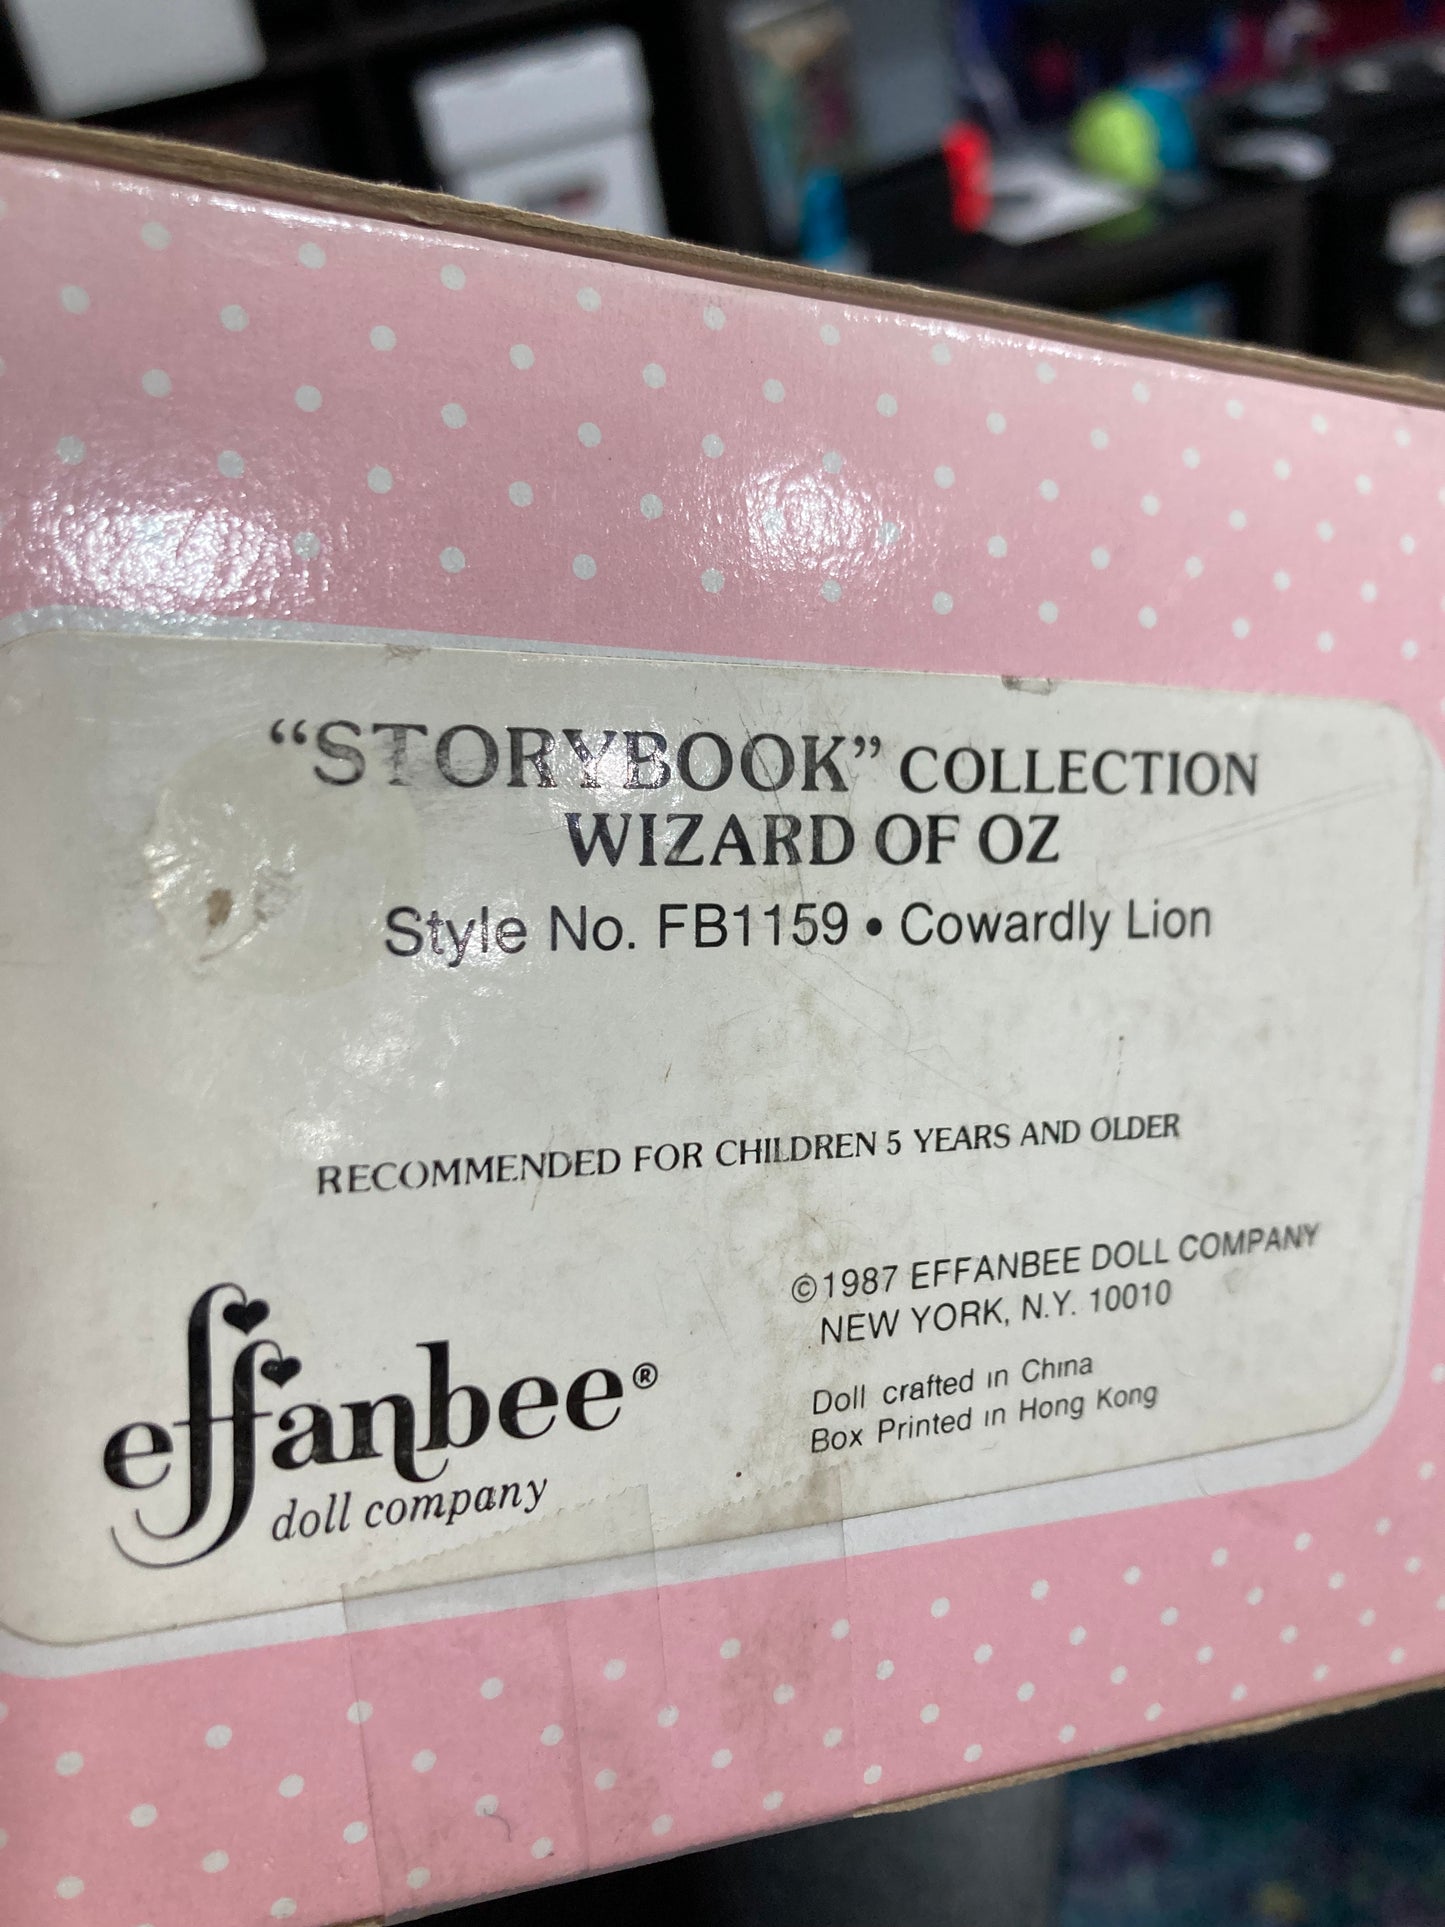 “STORYBOOK” COLLECTION
WIZARD OF OZ
Style No. FB1159 • Cowardly Lion
RECOMMENDED FOR CHILDREN 5 YEARS AND OLDER
effanbee®
doll company
©1987 EFFANBEE DOLL COMPANY
NEW YORK, N.Y. 10010
Doll crafted in China
Box Printed in Hong Kong